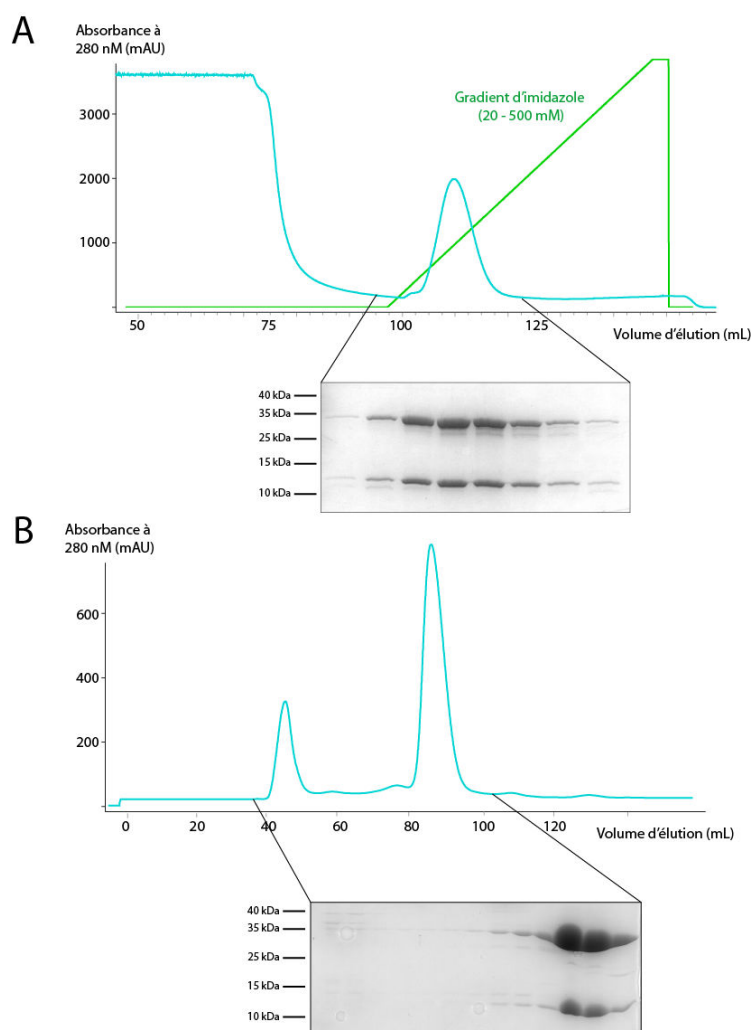 A
Absorbance à
280 nM (mAU)
Gradient d'imidazole
(20 - 500 mM)
3000
2000
1000
50 75 100 125
Volume d'élution (mL)
40 kDa
35 kDa
25 kDa
15 kDa
10 kDa
B
Absorbance à
280 nM (mAU)
600
400
200
0 20 40 60 80 100 120
Volume d'élution (mL)
40 kDa
35 kDa
25 kDa
15 kDa
10 kDa